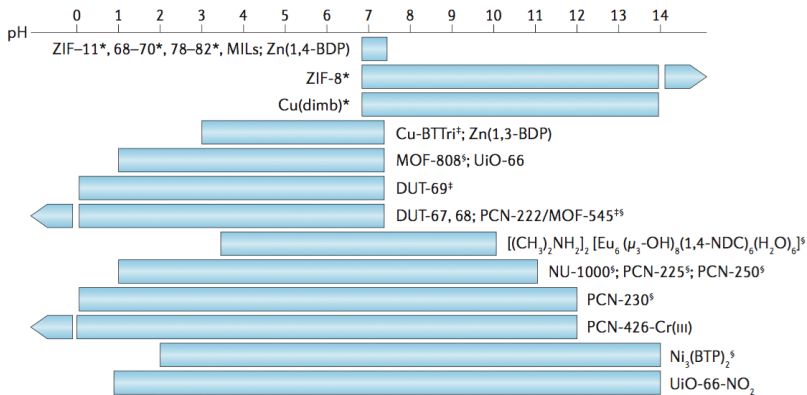 0 1 2 3 4 5 6 7 8 9 10 11 12 13 14
pH
ZIF–11*, 68–70*, 78–82*, MILs; Zn(1,4-BDP)
ZIF-8*
Cu(dimb)*
Cu-BTTri‡; Zn(1,3-BDP)
MOF-808§; UiO-66
DUT-69‡
DUT-67, 68; PCN-222/MOF-545‡§
[(CH₃)₂NH₂]₂ [Eu₆ (μ₃-OH)₈(1,4-NDC)₆(H₂O)₆]§
NU-1000§; PCN-225§; PCN-250§
PCN-230§
PCN-426-Cr(III)
Ni₃(BTP)₂§
UiO-66-NO₂